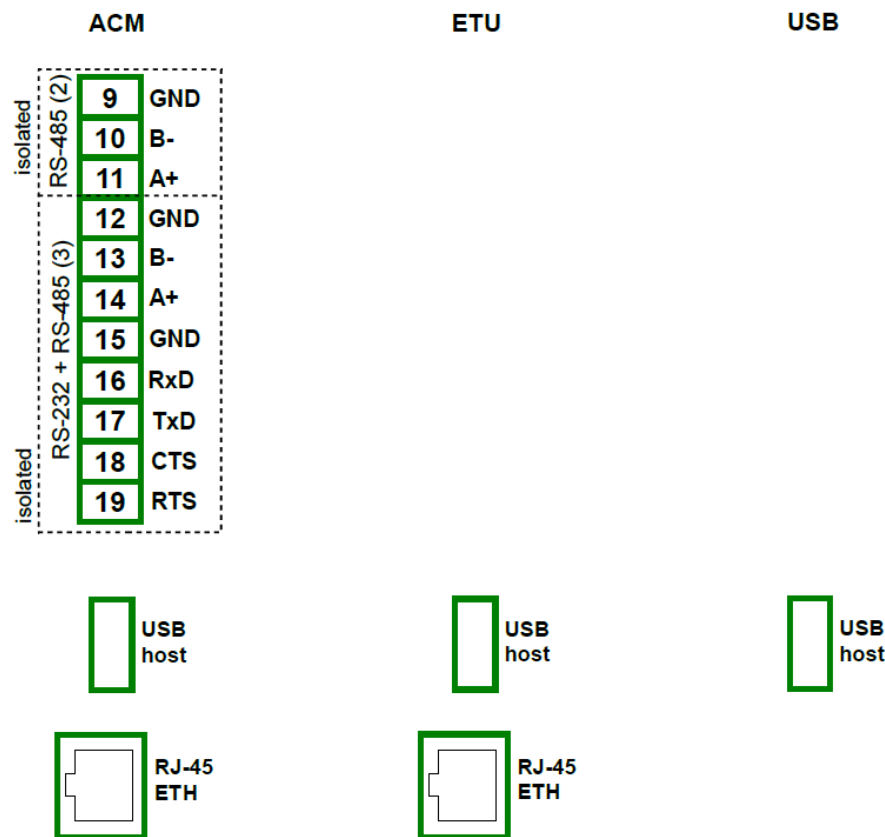 ACM
ETU
USB
isolated
RS-485 (2)
9 GND
10 B-
11 A+
isolated
RS-232 + RS-485 (3)
12 GND
13 B-
14 A+
15 GND
16 RxD
17 TxD
18 CTS
19 RTS
USB
host
USB
host
USB
host
RJ-45
ETH
RJ-45
ETH